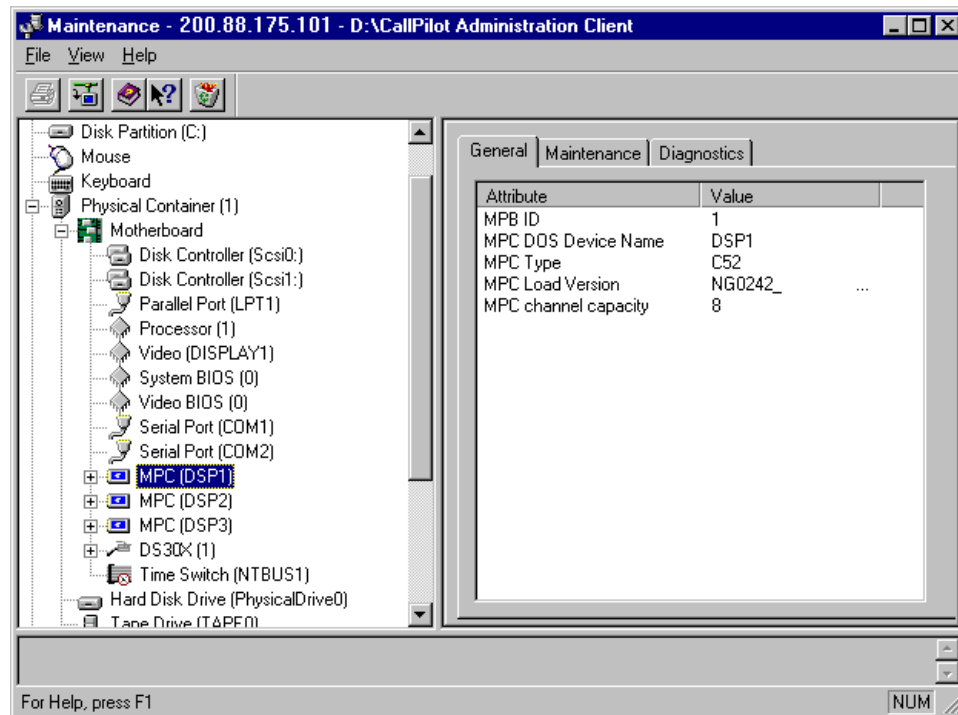 Maintenance - 200.88.175.101 - D:\CallPilot Administration Client
File View Help
Disk Partition (C:)
Mouse
Keyboard
Physical Container (1)
Motherboard
Disk Controller (Scsi0:)
Disk Controller (Scsi1:)
Parallel Port (LPT1)
Processor (1)
Video (DISPLAY1)
System BIOS (0)
Video BIOS (0)
Serial Port (COM1)
Serial Port (COM2)
MPC (DSP1)
MPC (DSP2)
MPC (DSP3)
DS30X (1)
Time Switch (NTBUS1)
Hard Disk Drive (PhysicalDrive0)
Tape Drive (TAPE0)
General Maintenance Diagnostics
Attribute Value
MPB ID 1
MPC DOS Device Name DSP1
MPC Type C52
MPC Load Version NG0242_ ...
MPC channel capacity 8
For Help, press F1
NUM